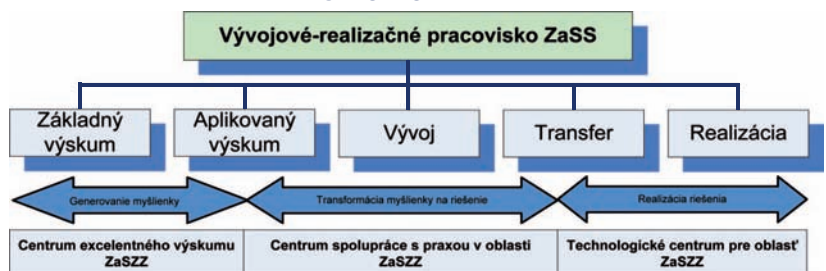 Vývojové-realizačné pracovisko ZaSS
Základný
výskum
Aplikovaný
výskum
Vývoj
Transfer
Realizácia
Generovanie myšlienky
Transformácia myšlienky na riešenie
Realizácia riešenia
Centrum excelentného výskumu
ZaSZZ
Centrum spolupráce s praxou v oblasti
ZaSZZ
Technologické centrum pre oblasť
ZaSZZ